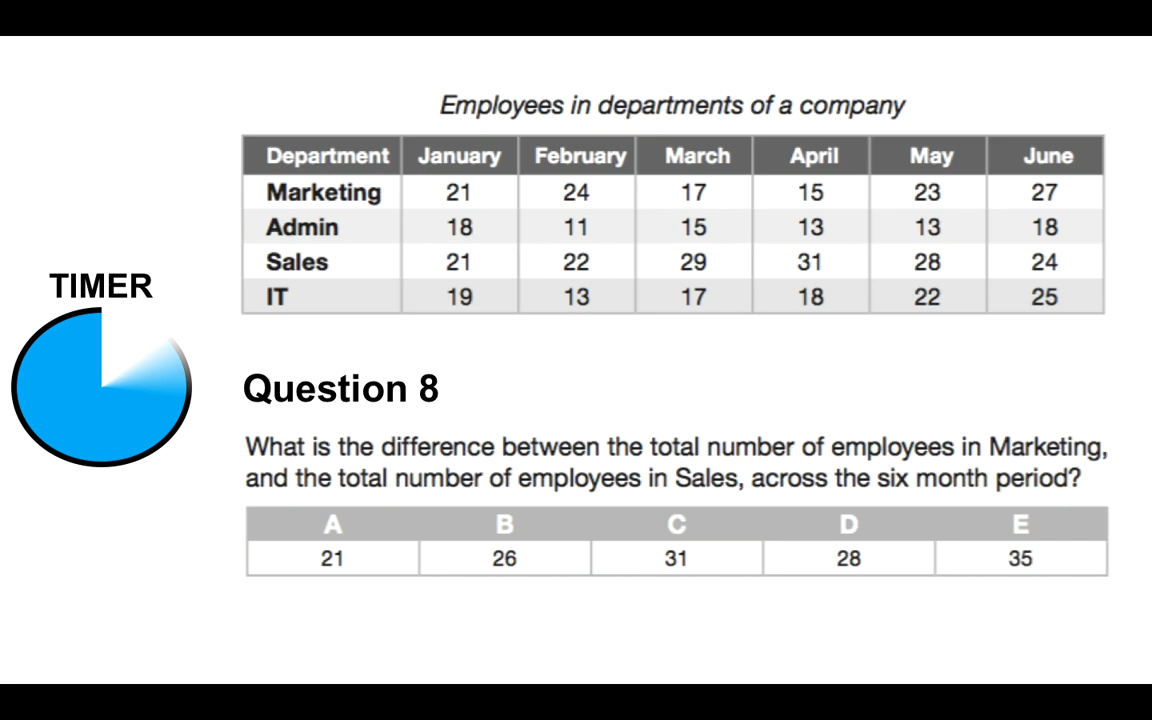 Employees in departments of a company
Department January February March April May June
Marketing 21 24 17 15 23 27
Admin 18 11 15 13 13 18
Sales 21 22 29 31 28 24
IT 19 13 17 18 22 25
TIMER
Question 8
What is the difference between the total number of employees in Marketing,
and the total number of employees in Sales, across the six month period?
A B C D E
21 26 31 28 35